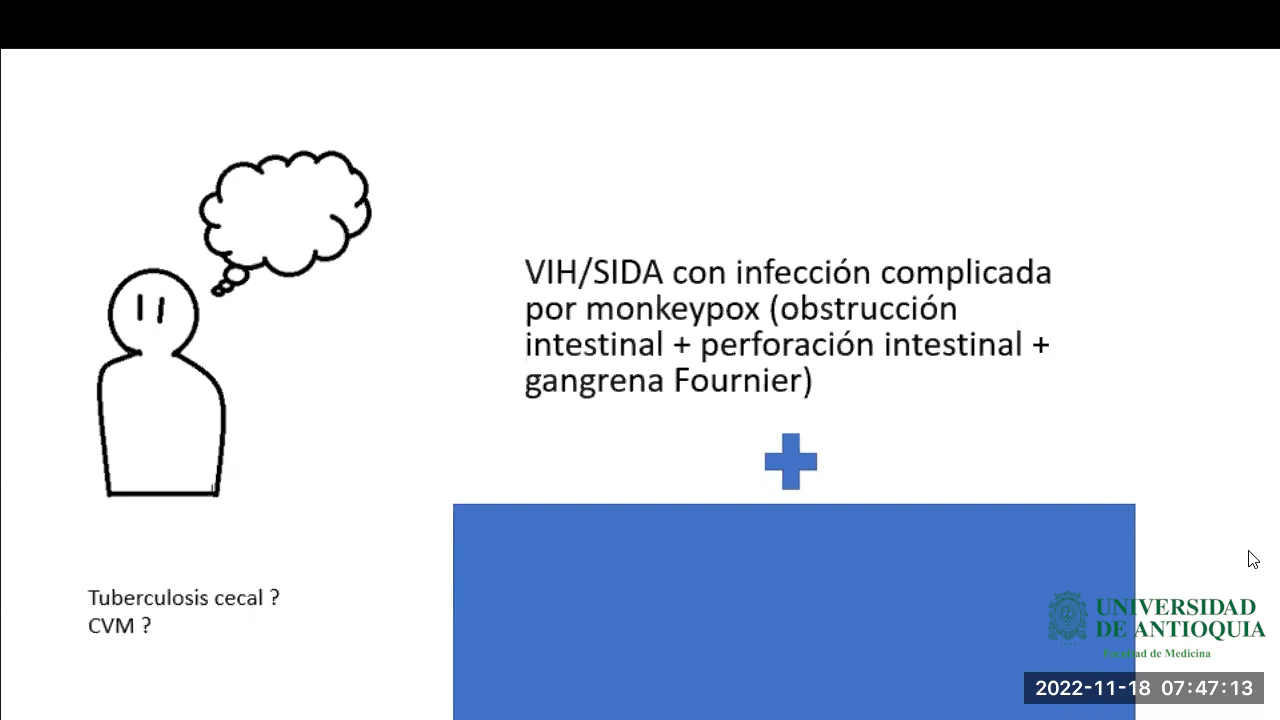 VIH/SIDA con infección complicada
por monkeypox (obstrucción
intestinal + perforación intestinal +
gangrena Fournier)
Tuberculosis cecal ?
CVM ?
UNIVERSIDAD
DE ANTIOQUIA
Facultad de Medicina
2022-11-18 07:47:13